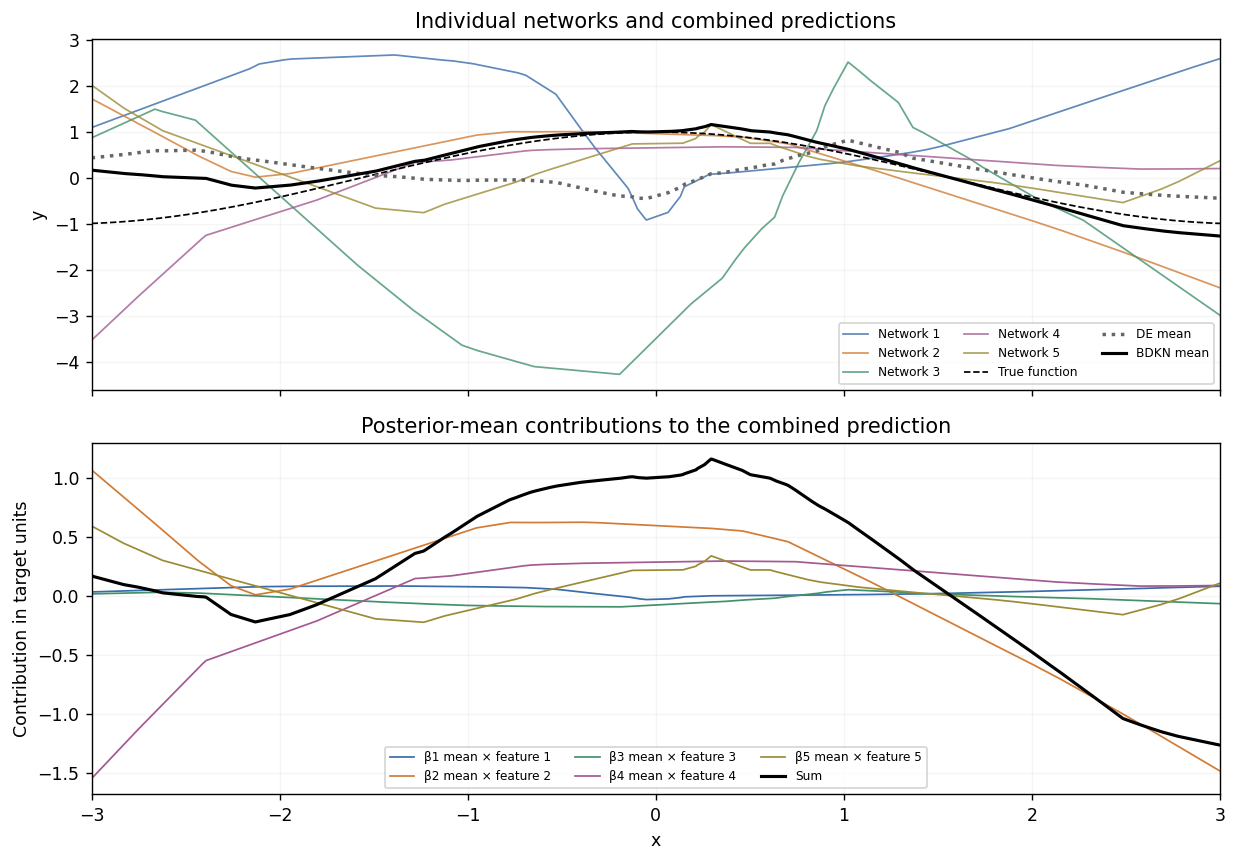 Individual networks and combined predictions
3
2
1
0
−1
−2
−3
−4
y
Network 1
Network 2
Network 3
Network 4
Network 5
True function
DE mean
BDKN mean
Posterior-mean contributions to the combined prediction
1.0
0.5
0.0
−0.5
−1.0
−1.5
Contribution in target units
β1 mean × feature 1
β2 mean × feature 2
β3 mean × feature 3
β4 mean × feature 4
β5 mean × feature 5
Sum
−3 −2 −1 0 1 2 3
x